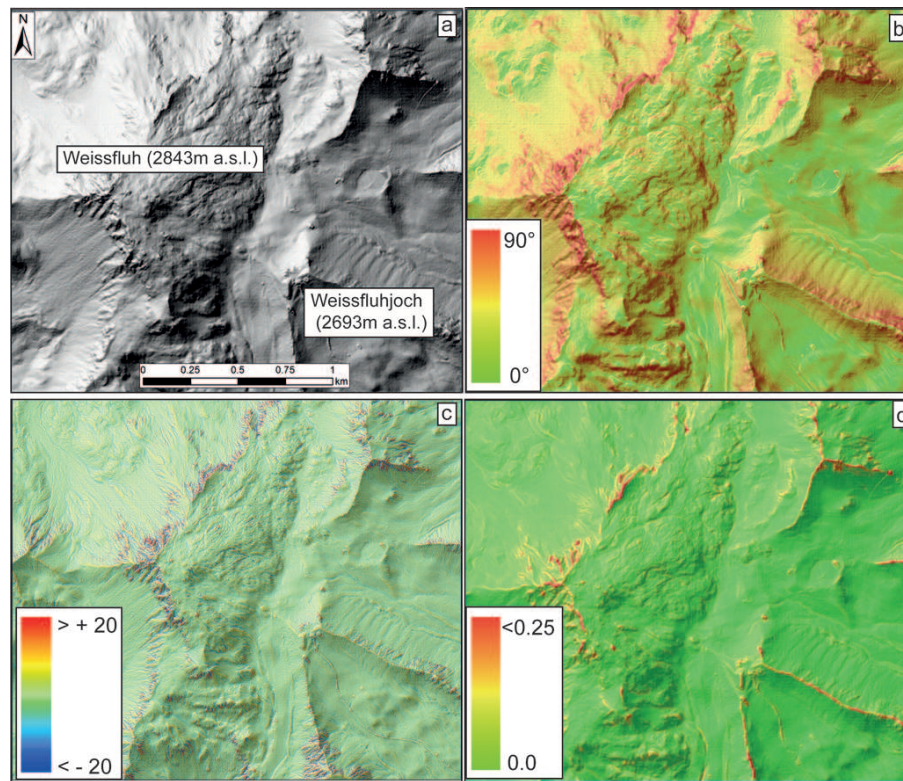 N
a
b
Weissfluh (2843m a.s.l.)
Weissfluhjoch
(2693m a.s.l.)
0 0.25 0.5 0.75 1
km
90°
0°
c
d
> + 20
< - 20
<0.25
0.0